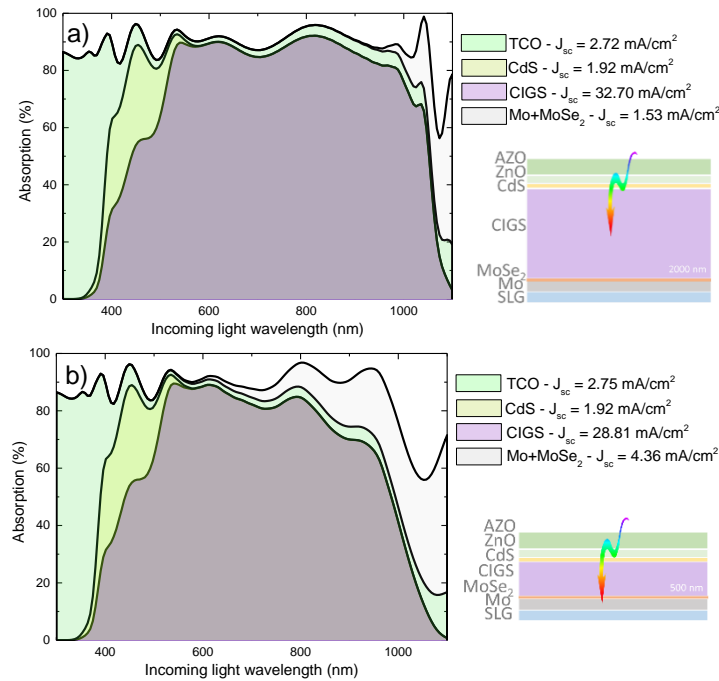 a)
100
80
60
40
20
0
400
600
800
1000
Absorption (%)
Incoming light wavelength (nm)
TCO - J_sc = 2.72 mA/cm²
CdS - J_sc = 1.92 mA/cm²
CIGS - J_sc = 32.70 mA/cm²
Mo+MoSe₂ - J_sc = 1.53 mA/cm²
AZO
ZnO
CdS
CIGS
2000 nm
MoSe₂
Mo
SLG
b)
100
80
60
40
20
0
400
600
800
1000
Absorption (%)
Incoming light wavelength (nm)
TCO - J_sc = 2.75 mA/cm²
CdS - J_sc = 1.92 mA/cm²
CIGS - J_sc = 28.81 mA/cm²
Mo+MoSe₂ - J_sc = 4.36 mA/cm²
AZO
ZnO
CdS
CIGS
500 nm
MoSe₂
Mo
SLG